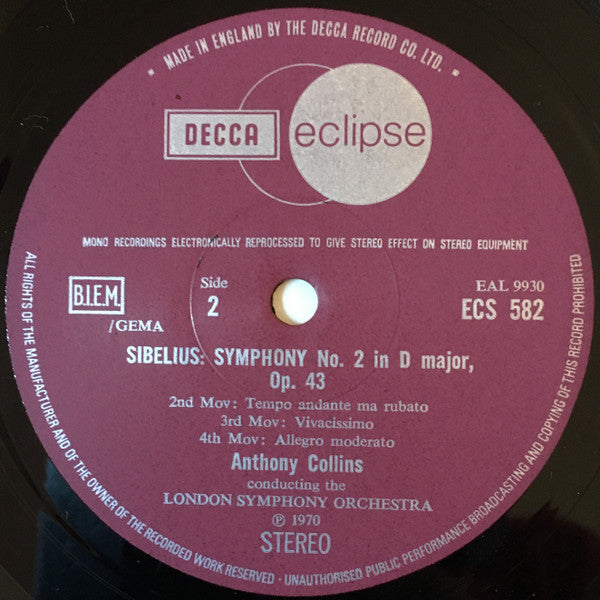 • MADE IN ENGLAND BY THE DECCA RECORD CO. LTD. •
DECCA eclipse
MONO RECORDINGS ELECTRONICALLY REPROCESSED TO GIVE STEREO EFFECT ON STEREO EQUIPMENT
B.I.E.M.
/GEMA
Side
2
EAL 9930
ECS 582
SIBELIUS: SYMPHONY No. 2 in D major,
Op. 43
2nd Mov: Tempo andante ma rubato
3rd Mov: Vivacissimo
4th Mov: Allegro moderato
Anthony Collins
conducting the
LONDON SYMPHONY ORCHESTRA
℗ 1970
STEREO
ALL RIGHTS OF THE MANUFACTURER AND OF THE OWNER OF THE RECORDED WORK RESERVED · UNAUTHORISED PUBLIC PERFORMANCE BROADCASTING AND COPYING OF THIS RECORD PROHIBITED